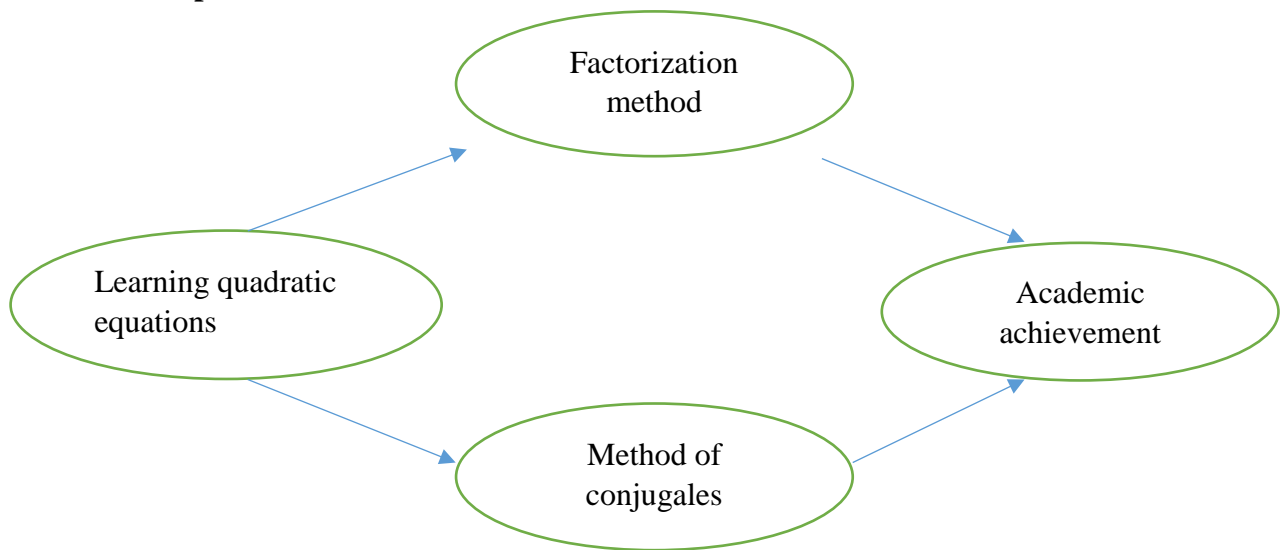 Factorization
method
Learning quadratic
equations
Academic
achievement
Method of
conjugales